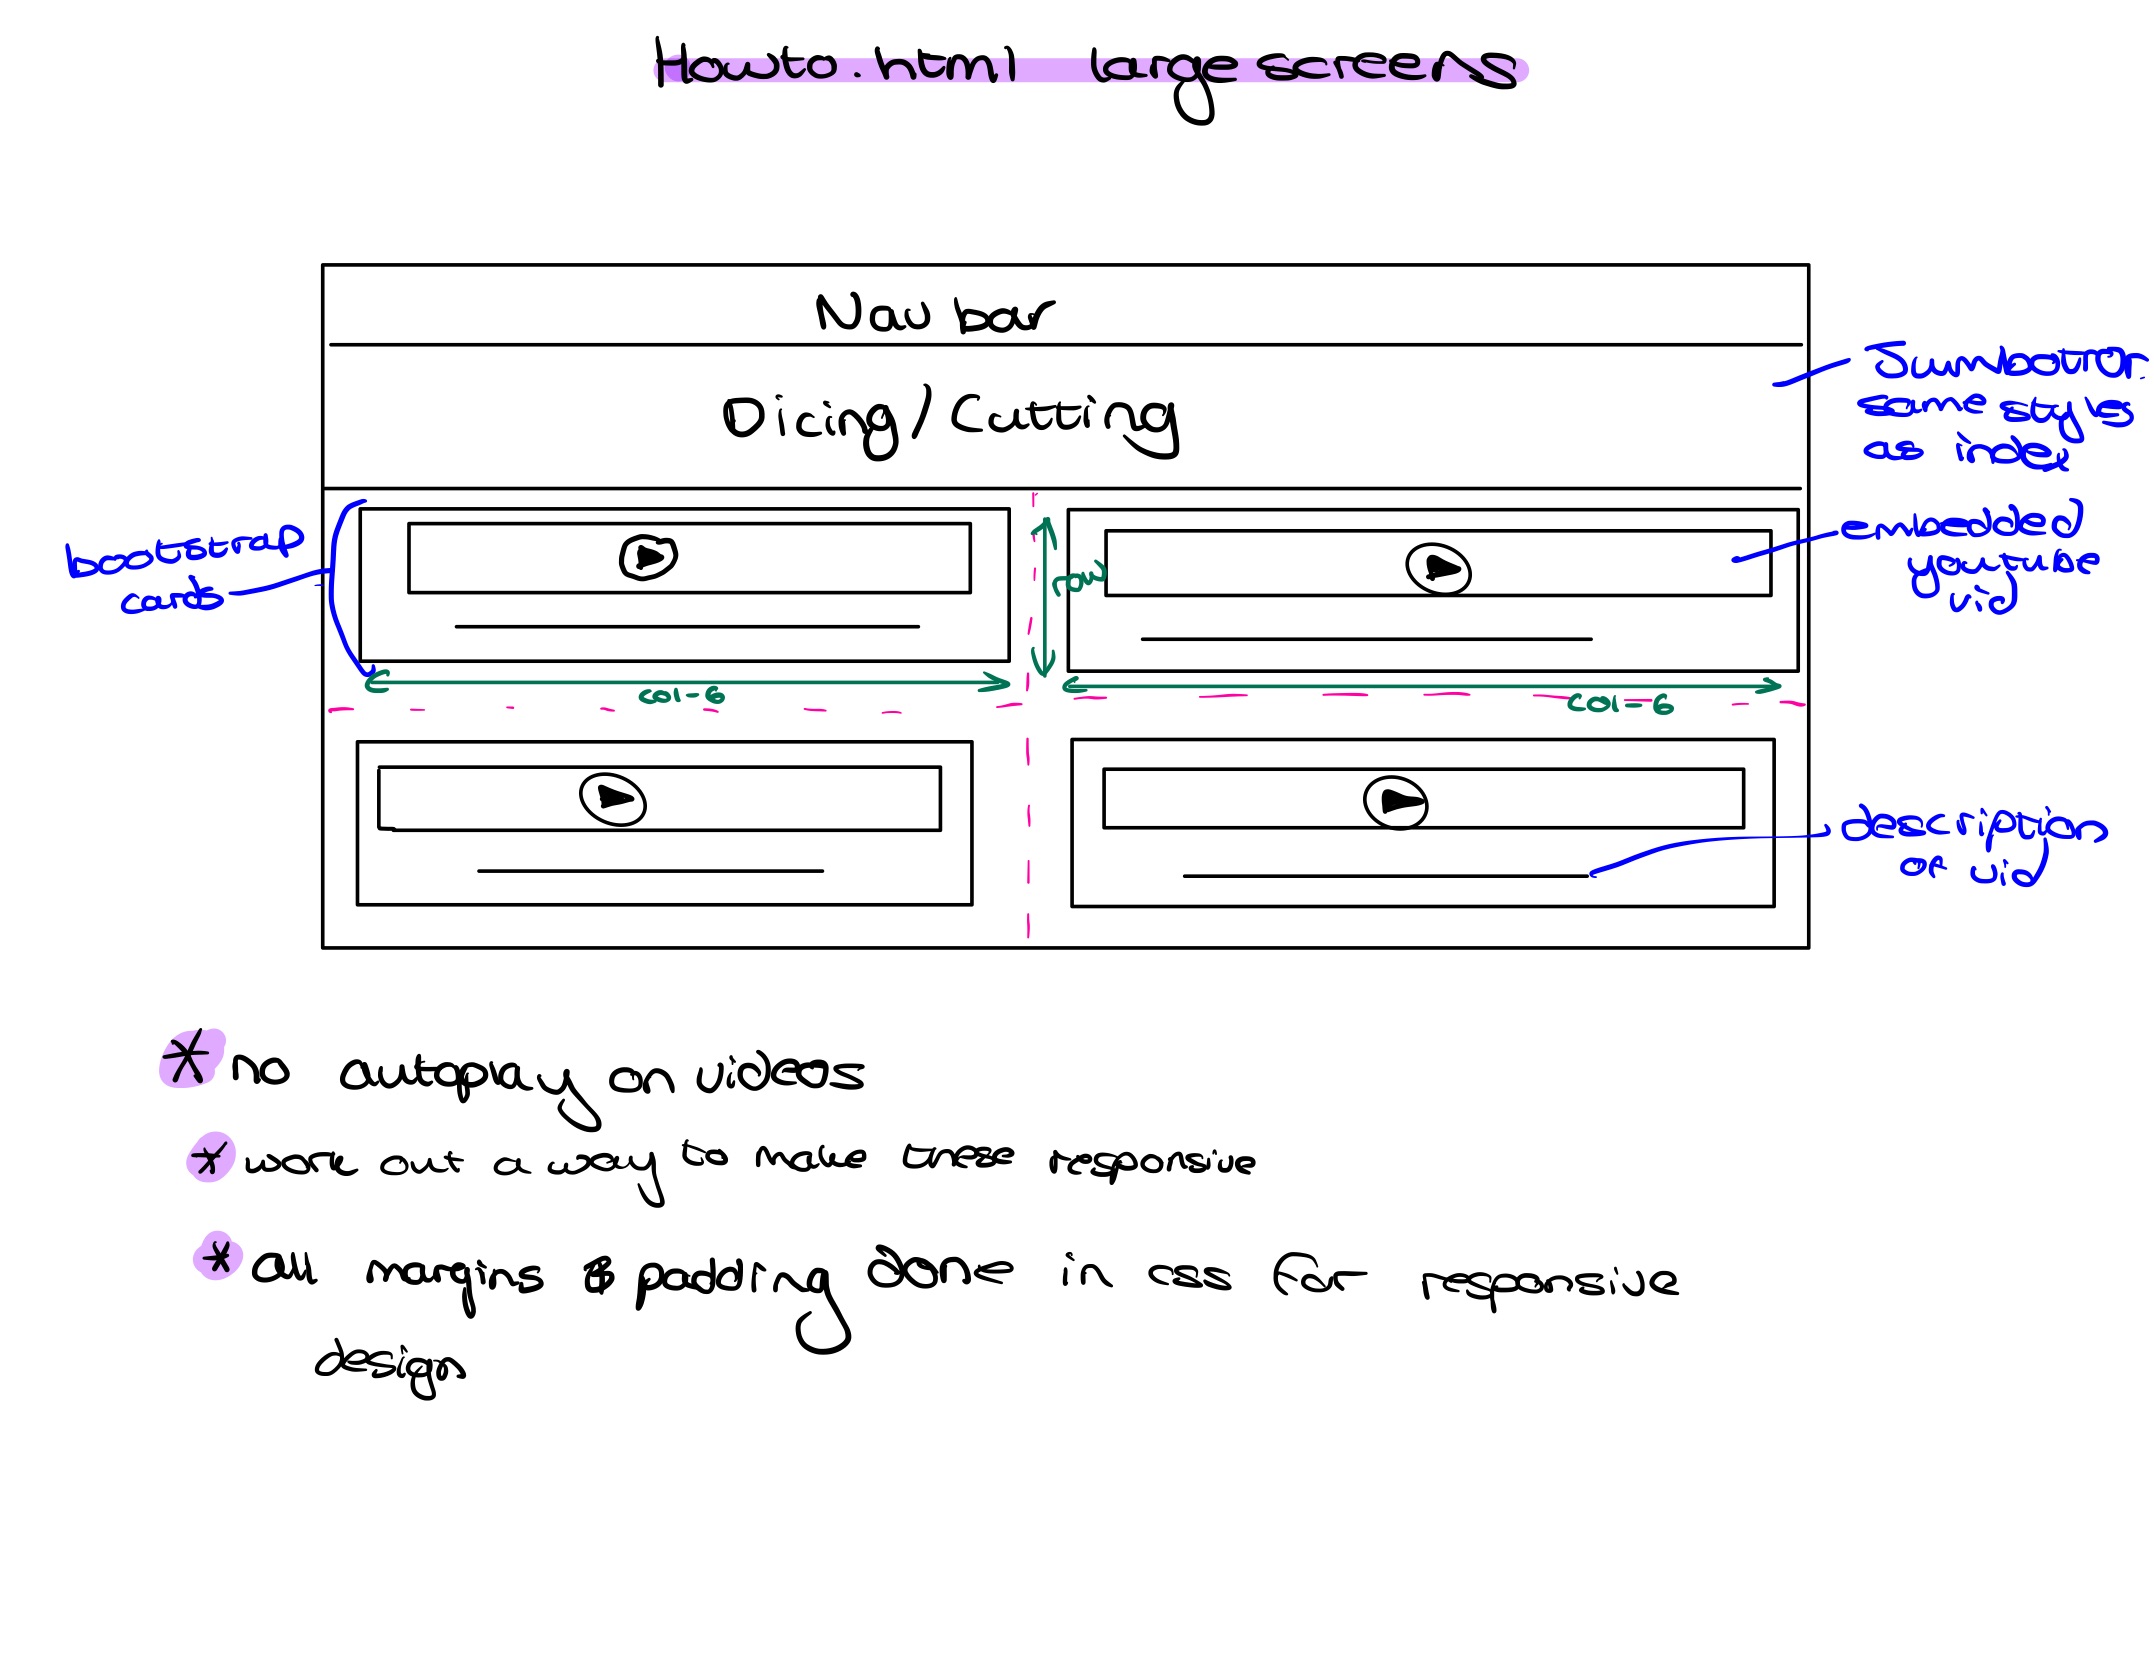 Howto.html large screens
Nav bar
Dicing/Cutting
Jumbotron
same styles
as index
bootstrap
cards
embedded
youtube
vid
row
col-6
col-6
description
of vid
* no autoplay on videos
* work out a way to make these responsive
* all margins & padding done in css for responsive
design